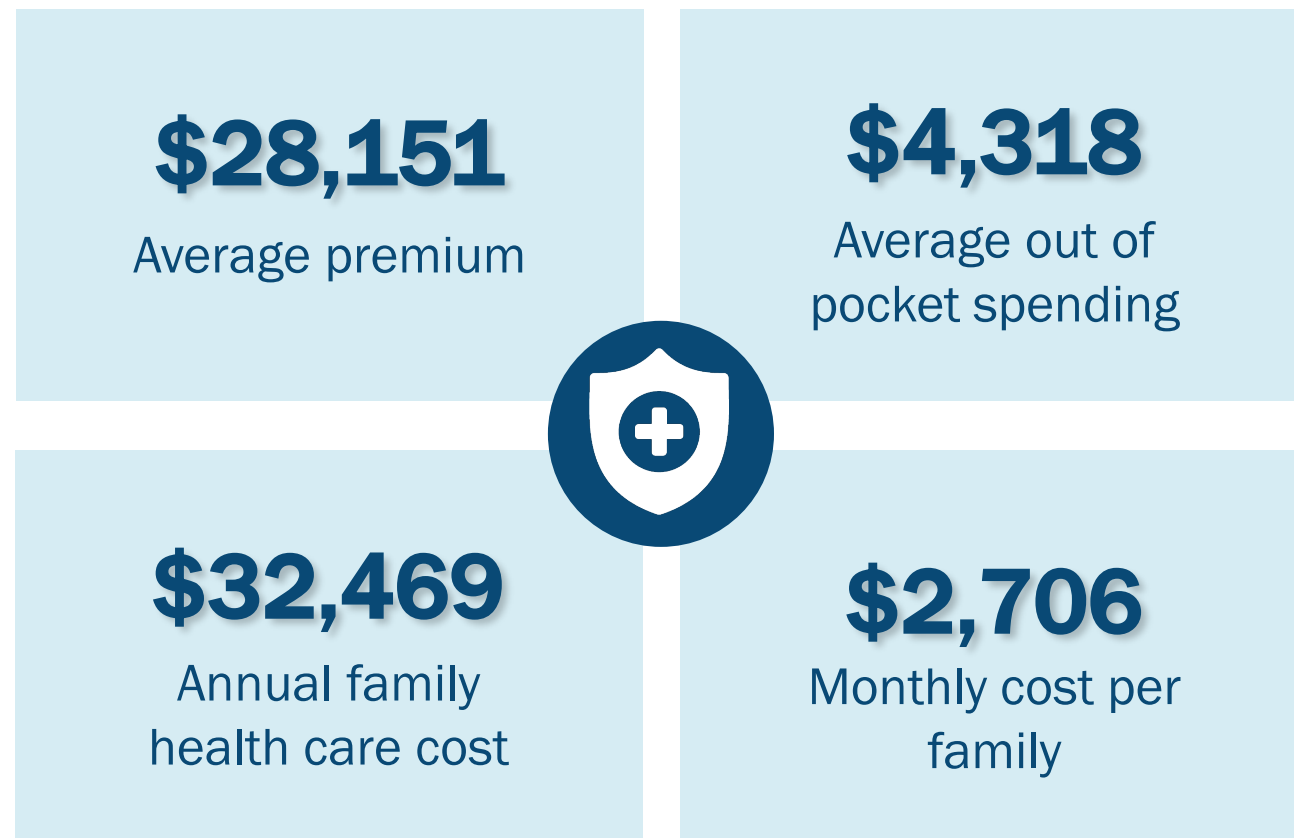 $28,151
Average premium
$4,318
Average out of
pocket spending
$32,469
Annual family
health care cost
$2,706
Monthly cost per
family